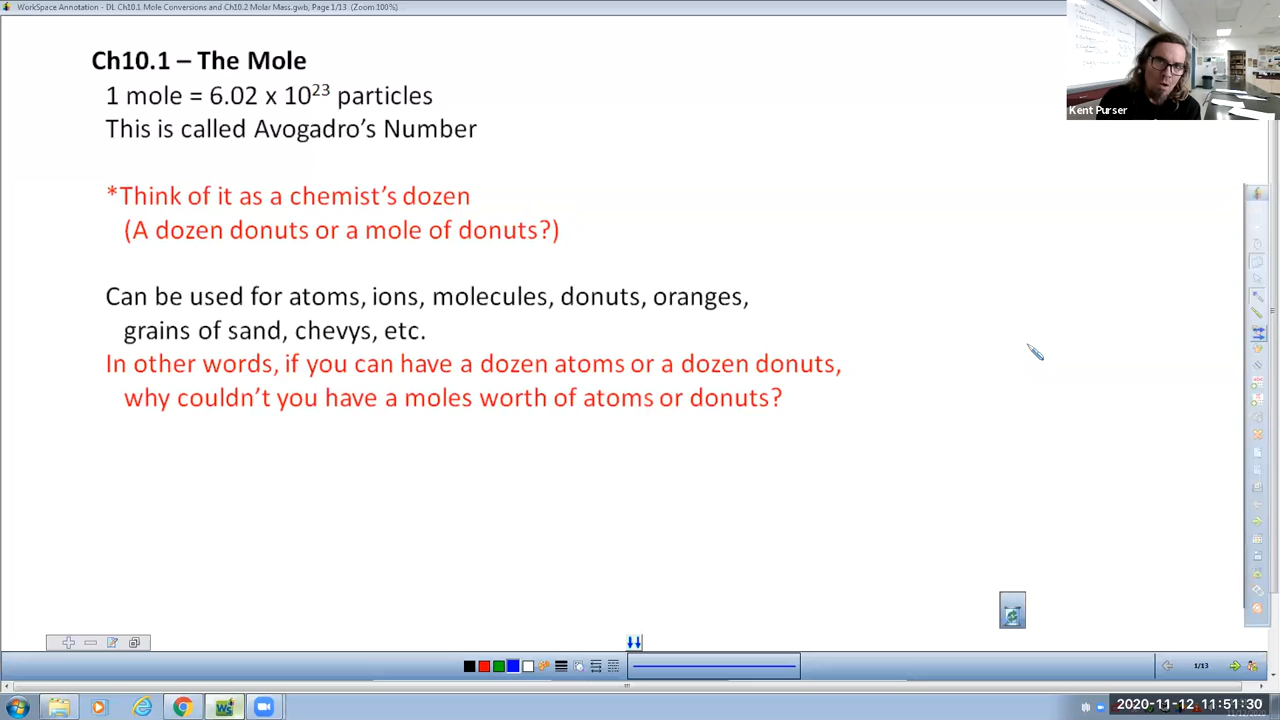 WorkSpace Annotation - DL Ch10.1 Mole Conversions and Ch10.2 Molar Mass.gwb, Page 1/13 (Zoom 100%)
Kent Purser
Ch10.1 – The Mole
1 mole = 6.02 x 10²³ particles
This is called Avogadro’s Number
*Think of it as a chemist’s dozen
(A dozen donuts or a mole of donuts?)
Can be used for atoms, ions, molecules, donuts, oranges,
grains of sand, chevys, etc.
In other words, if you can have a dozen atoms or a dozen donuts,
why couldn’t you have a moles worth of atoms or donuts?
1/13
2020-11-12 11:51:30